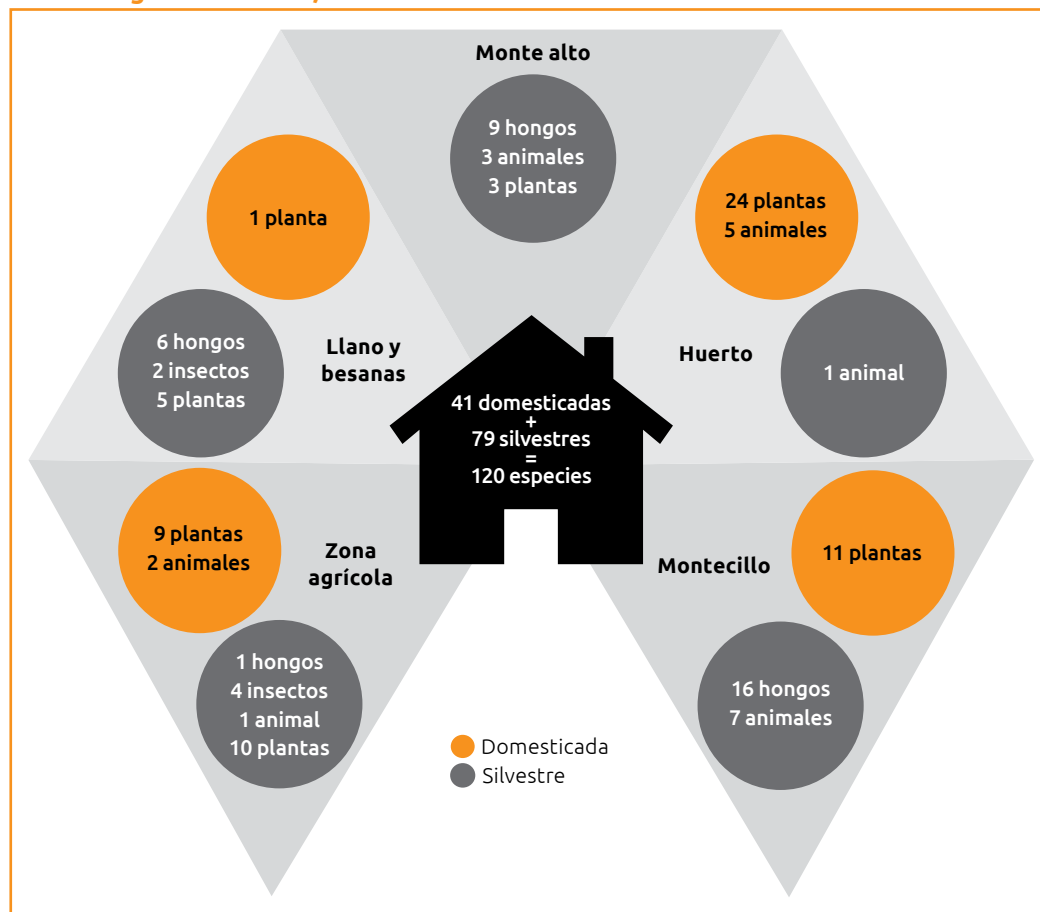 Monte alto
9 hongos
3 animales
3 plantas
1 planta
6 hongos
2 insectos
5 plantas
Llano y
besanas
24 plantas
5 animales
Huerto
1 animal
41 domesticadas
+
79 silvestres
=
120 especies
9 plantas
2 animales
Zona
agrícola
1 hongos
4 insectos
1 animal
10 plantas
Montecillo
11 plantas
16 hongos
7 animales
Domesticada
Silvestre